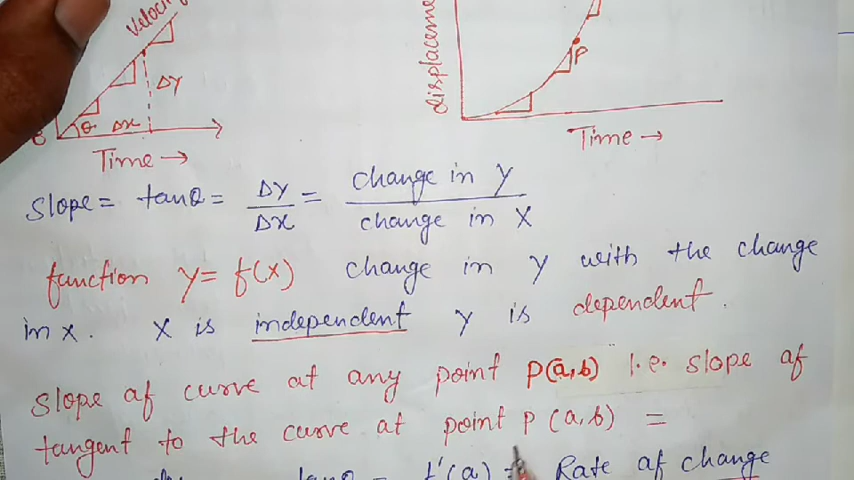 displaceme
ΔY
P
θ Δx
Time →
Time →
Slope = tanθ = ΔY/Δx = change in y/change in X
function y = f(x) change in y with the change
in x. X is independent y is dependent.
Slope of curve at any point P(a,b) i.e. slope of
tangent to the curve at point P (a,b) =
f'(a) = Rate of change